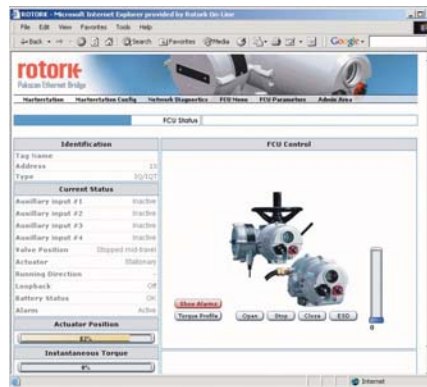 ROTORK - Microsoft Internet Explorer provided by Rotork On-Line
File Edit View Favorites Tools Help
Back Search Favorites Media Google
rotork
Pakscan Ethernet Bridge
Masterstation Masterstation Config Network Diagnostics FCU Menu FCU Parameters Admin Area
FCU Status
Identification
Tag Name
Address 10
Type IQ/IQT
Current Status
Auxillary input #1 Inactive
Auxillary input #2 Inactive
Auxillary input #3 Inactive
Auxillary input #4 Inactive
Valve Position Stopped mid-travel
Actuator Stationary
Running Direction -
Loopback Off
Battery Status OK
Alarm Active
Actuator Position
82%
Instantaneous Torque
0%
FCU Control
Show Alarms
Torque Profile Open Stop Close ESD
0
Internet